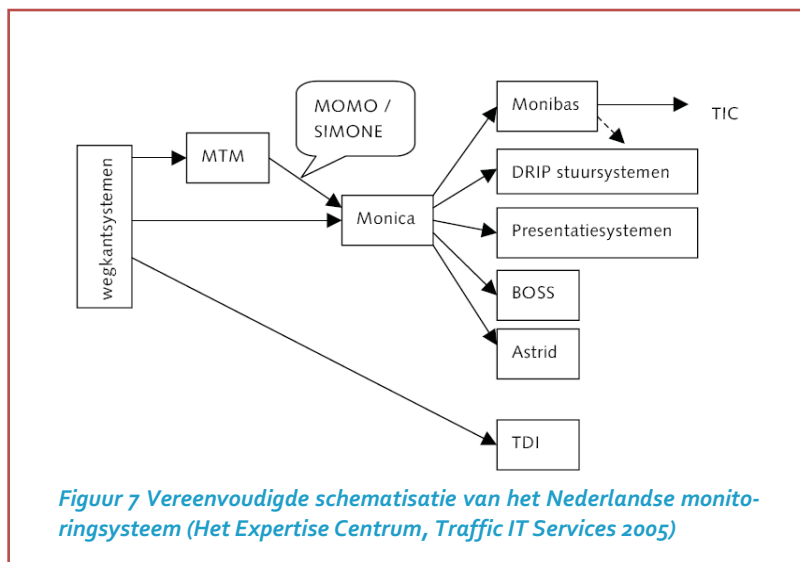 MOMO /
SIMONE
wegkantsystemen
MTM
Monica
Monibas
TIC
DRIP stuursystemen
Presentatiesystemen
BOSS
Astrid
TDI
Figuur 7 Vereenvoudigde schematisatie van het Nederlandse monito-
ringsysteem (Het Expertise Centrum, Traffic IT Services 2005)